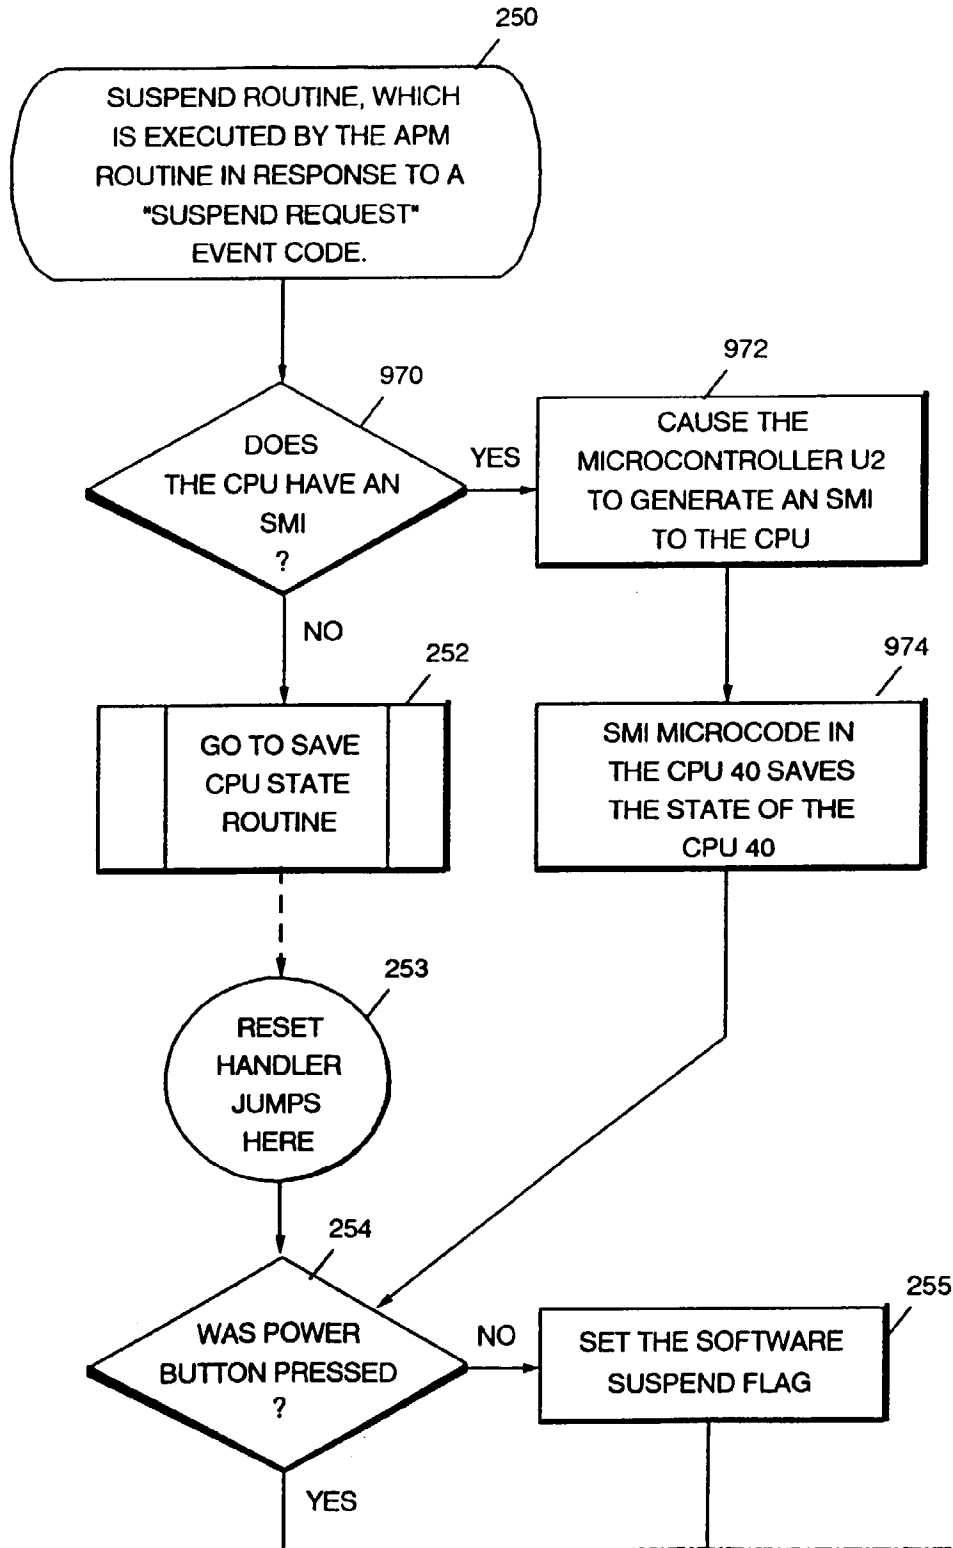 250
SUSPEND ROUTINE, WHICH
IS EXECUTED BY THE APM
ROUTINE IN RESPONSE TO A
"SUSPEND REQUEST"
EVENT CODE.
970
DOES
THE CPU HAVE AN
SMI
?
YES
972
CAUSE THE
MICROCONTROLLER U2
TO GENERATE AN SMI
TO THE CPU
NO
252
GO TO SAVE
CPU STATE
ROUTINE
974
SMI MICROCODE IN
THE CPU 40 SAVES
THE STATE OF THE
CPU 40
253
RESET
HANDLER
JUMPS
HERE
254
WAS POWER
BUTTON PRESSED
?
NO
255
SET THE SOFTWARE
SUSPEND FLAG
YES